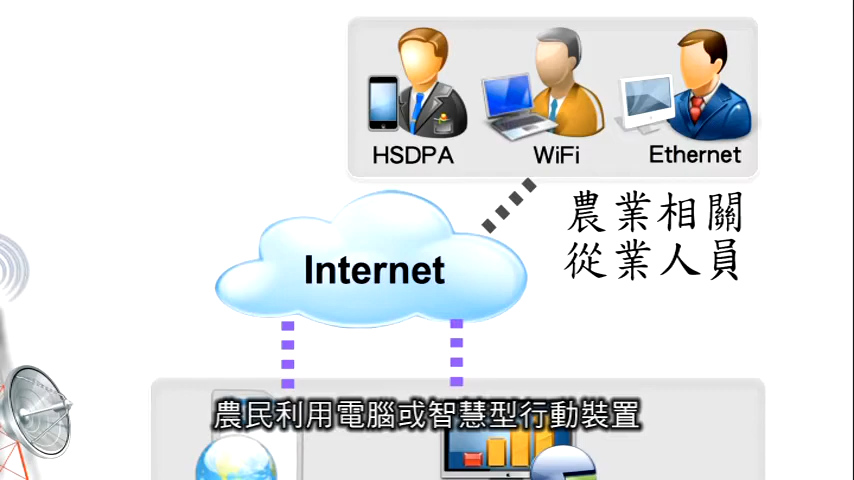 HSDPA
WiFi
Ethernet
農業相關
從業人員
Internet
農民利用電腦或智慧型行動裝置